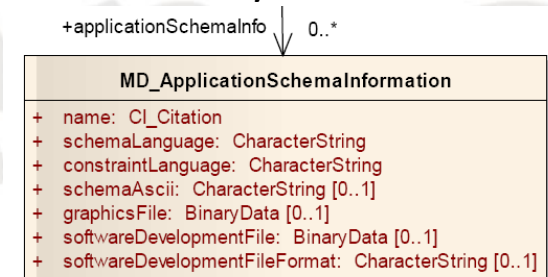 +applicationSchemaInfo 0..*
MD_ApplicationSchemaInformation
+ name: CI_Citation
+ schemaLanguage: CharacterString
+ constraintLanguage: CharacterString
+ schemaAscii: CharacterString [0..1]
+ graphicsFile: BinaryData [0..1]
+ softwareDevelopmentFile: BinaryData [0..1]
+ softwareDevelopmentFileFormat: CharacterString [0..1]